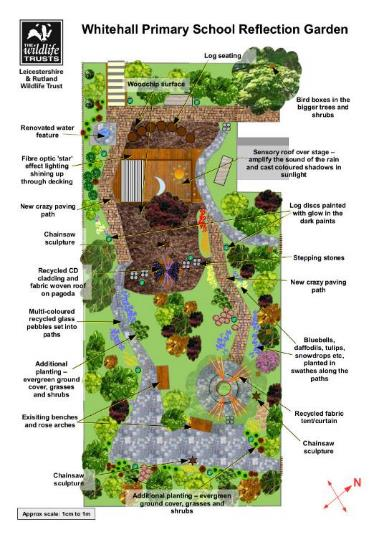 Whitehall Primary School Reflection Garden
THE
wildlife
TRUSTS
Leicestershire
& Rutland
Wildlife Trust
Log seating
Woodchip surface
Bird boxes in the
bigger trees and
shrubs
Renovated water
feature
Sensory roof over stage –
amplify the sound of the rain
and cast coloured shadows in
sunlight
Fibre optic 'star'
effect lighting
shining up
through decking
New crazy paving
path
Log discs painted
with glow in the
dark paints
Chainsaw
sculpture
Stepping stones
Recycled CD
cladding and
fabric woven roof
on pagoda
New crazy paving
path
Multi-coloured
recycled glass
pebbles set into
paths
Bluebells,
daffodils, tulips,
snowdrops etc,
planted in
swathes along the
paths
Additional
planting –
evergreen ground
cover, grasses
and shrubs
Recycled fabric
tent/curtain
Exisiting benches
and rose arches
Chainsaw
sculpture
Chainsaw
sculpture
Additional planting – evergreen
ground cover, grasses and
shrubs
N
Approx scale: 1cm to 1m